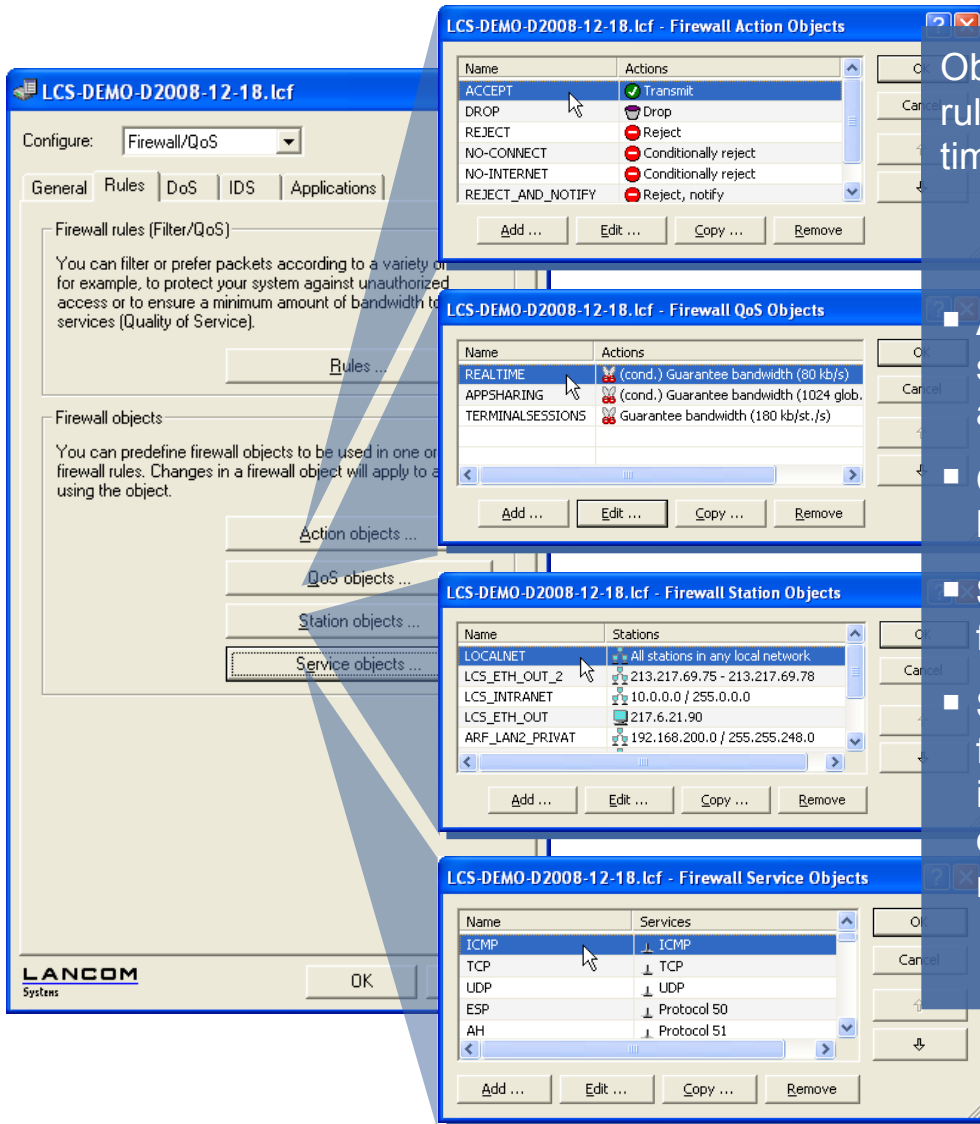 LCS-DEMO-D2008-12-18.lcf
Configure: Firewall/QoS
General Rules DoS IDS Applications
Firewall rules (Filter/QoS)
You can filter or prefer packets according to a variety
for example, to protect your system against unauthorized
access or to ensure a minimum amount of bandwidth to
services (Quality of Service).
Rules ...
Firewall objects
You can predefine firewall objects to be used in one or
firewall rules. Changes in a firewall object will apply to
using the object.
Action objects ...
QoS objects ...
Station objects ...
Service objects ...
LANCOM
Systems
OK
LCS-DEMO-D2008-12-18.lcf - Firewall Action Objects
Name Actions
ACCEPT Transmit
DROP Drop
REJECT Reject
NO-CONNECT Conditionally reject
NO-INTERNET Conditionally reject
REJECT_AND_NOTIFY Reject, notify
OK
Cancel
Add ... Edit ... Copy ... Remove
LCS-DEMO-D2008-12-18.lcf - Firewall QoS Objects
Name Actions
REALTIME (cond.) Guarantee bandwidth (80 kb/s)
APPSHARING (cond.) Guarantee bandwidth (1024 glob.
TERMINALSESSIONS Guarantee bandwidth (180 kb/st./s)
OK
Cancel
Add ... Edit ... Copy ... Remove
LCS-DEMO-D2008-12-18.lcf - Firewall Station Objects
Name Stations
LOCALNET All stations in any local network
LCS_ETH_OUT_2 213.217.69.75 - 213.217.69.78
LCS_INTRANET 10.0.0.0 / 255.0.0.0
LCS_ETH_OUT 217.6.21.90
ARF_LAN2_PRIVAT 192.168.200.0 / 255.255.248.0
OK
Cancel
Add ... Edit ... Copy ... Remove
LCS-DEMO-D2008-12-18.lcf - Firewall Service Objects
Name Services
ICMP ICMP
TCP TCP
UDP UDP
ESP Protocol 50
AH Protocol 51
OK
Cancel
Add ... Edit ... Copy ... Remove